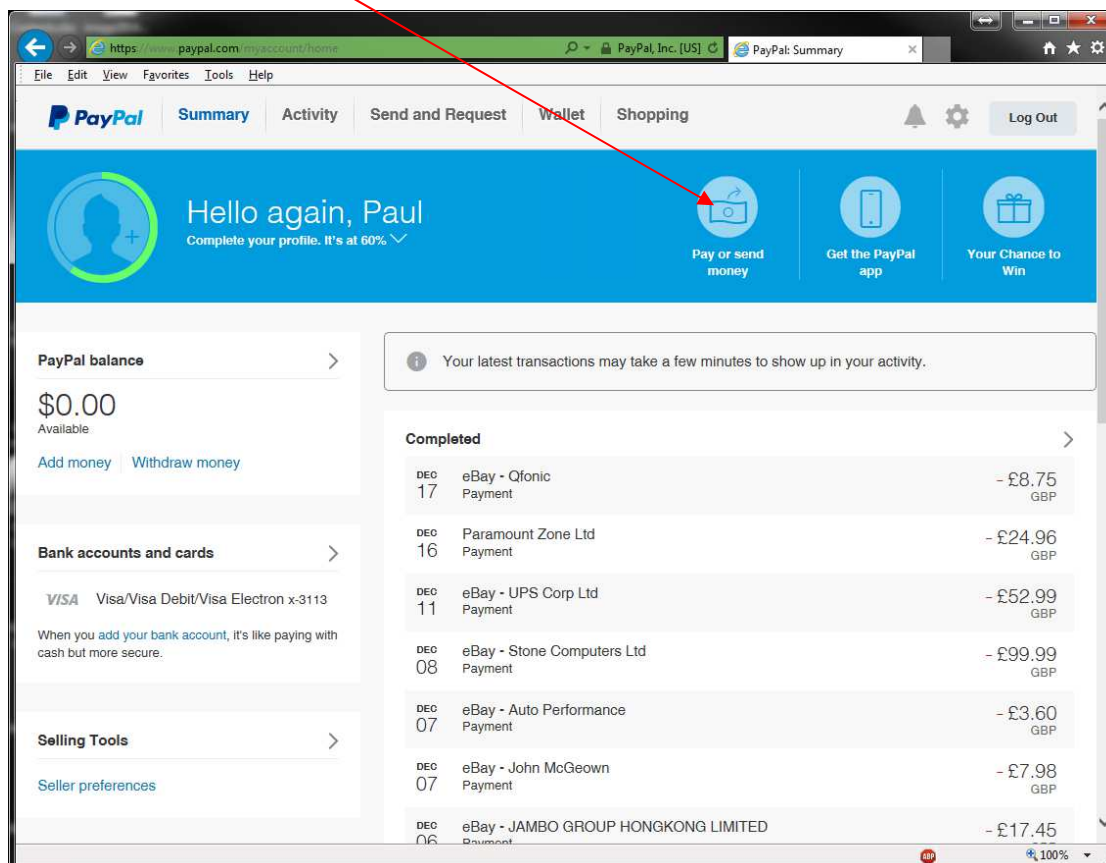 https://www.paypal.com/myaccount/home
PayPal, Inc. [US]
PayPal: Summary
File Edit View Favorites Tools Help
PayPal Summary Activity Send and Request Wallet Shopping Log Out
Hello again, Paul
Complete your profile. It's at 60%
Pay or send money
Get the PayPal app
Your Chance to Win
PayPal balance
$0.00
Available
Add money Withdraw money
Bank accounts and cards
VISA Visa/Visa Debit/Visa Electron x-3113
When you add your bank account, it's like paying with
cash but more secure.
Selling Tools
Seller preferences
Your latest transactions may take a few minutes to show up in your activity.
Completed
DEC 17 eBay - Qfonic Payment - £8.75 GBP
DEC 16 Paramount Zone Ltd Payment - £24.96 GBP
DEC 11 eBay - UPS Corp Ltd Payment - £52.99 GBP
DEC 08 eBay - Stone Computers Ltd Payment - £99.99 GBP
DEC 07 eBay - Auto Performance Payment - £3.60 GBP
DEC 07 eBay - John McGeown Payment - £7.98 GBP
DEC 06 eBay - JAMBO GROUP HONGKONG LIMITED Payment - £17.45
ABP
100%